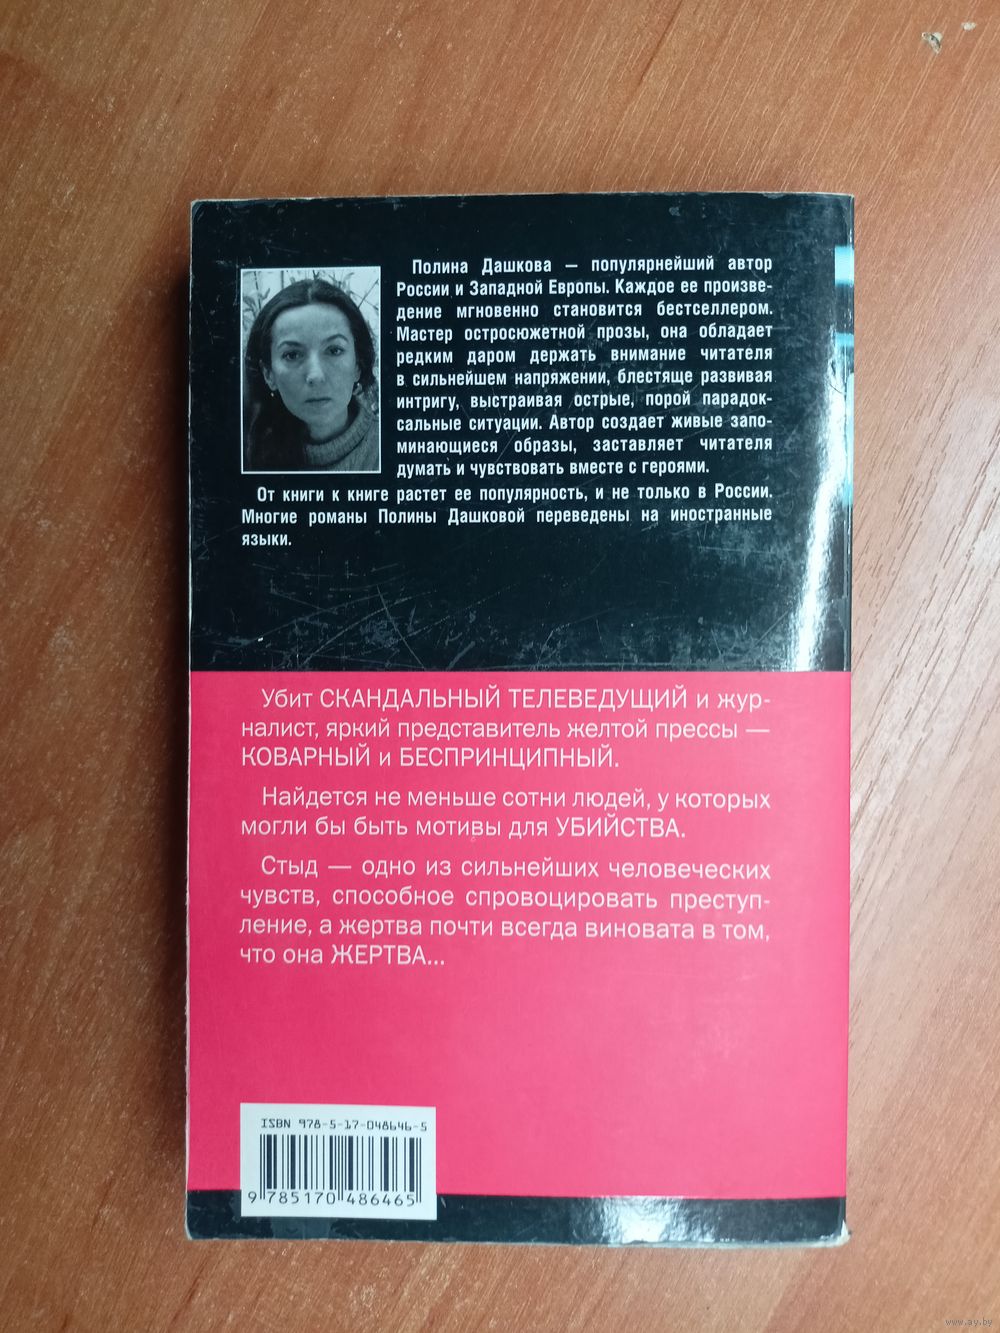 Полина Дашкова — популярнейший автор
России и Западной Европы. Каждое ее произве-
дение мгновенно становится бестселлером.
Мастер остросюжетной прозы, она обладает
редким даром держать внимание читателя
в сильнейшем напряжении, блестяще развивая
интригу, выстраивая острые, порой парадок-
сальные ситуации. Автор создает живые запо-
минающиеся образы, заставляет читателя
думать и чувствовать вместе с героями.
От книги к книге растет ее популярность, и не только в России.
Многие романы Полины Дашковой переведены на иностранные
языки.
Убит СКАНДАЛЬНЫЙ ТЕЛЕВЕДУЩИЙ и жур-
налист, яркий представитель желтой прессы —
КОВАРНЫЙ и БЕСПРИНЦИПНЫЙ.
Найдется не меньше сотни людей, у которых
могли бы быть мотивы для УБИЙСТВА.
Стыд — одно из сильнейших человеческих
чувств, способное спровоцировать преступ-
ление, а жертва почти всегда виновата в том,
что она ЖЕРТВА...
ISBN 978-5-17-048646-5
9 785170 486465
www.ay.by